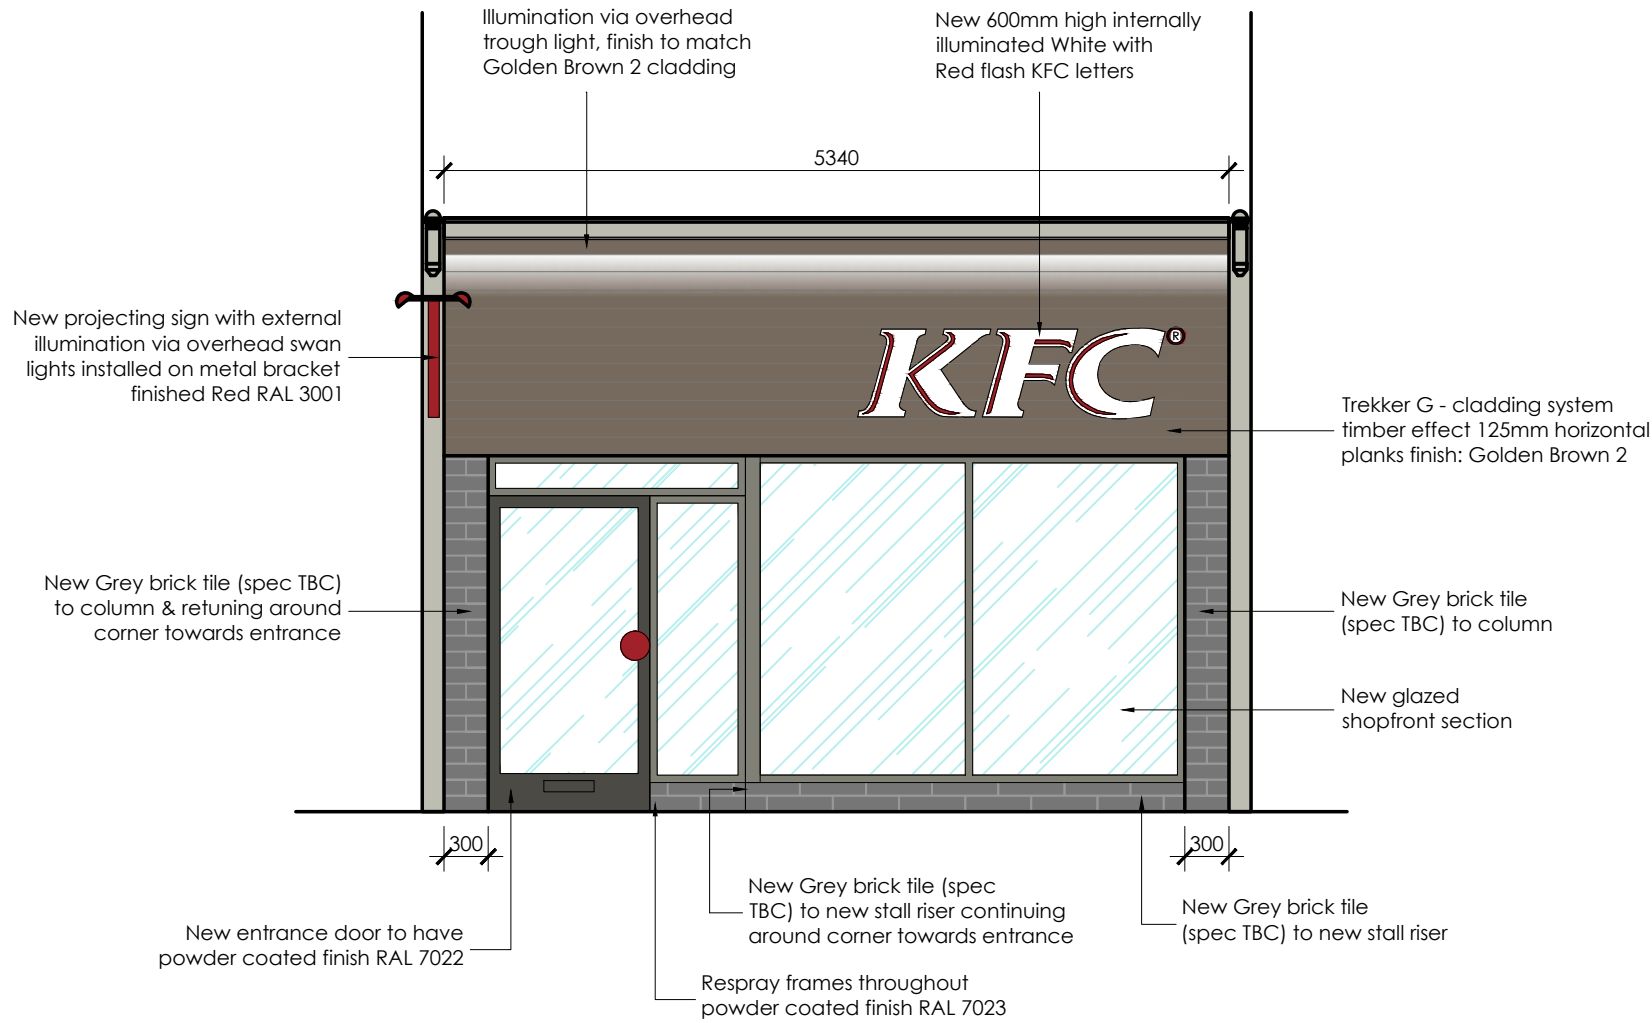 Illumination via overhead
trough light, finish to match
Golden Brown 2 cladding
New 600mm high internally
illuminated White with
Red flash KFC letters
5340
New projecting sign with external
illumination via overhead swan
lights installed on metal bracket
finished Red RAL 3001
KFC®
Trekker G - cladding system
timber effect 125mm horizontal
planks finish: Golden Brown 2
New Grey brick tile (spec TBC)
to column & retuning around
corner towards entrance
New Grey brick tile
(spec TBC) to column
New glazed
shopfront section
300
300
New entrance door to have
powder coated finish RAL 7022
New Grey brick tile (spec
TBC) to new stall riser continuing
around corner towards entrance
New Grey brick tile
(spec TBC) to new stall riser
Respray frames throughout
powder coated finish RAL 7023